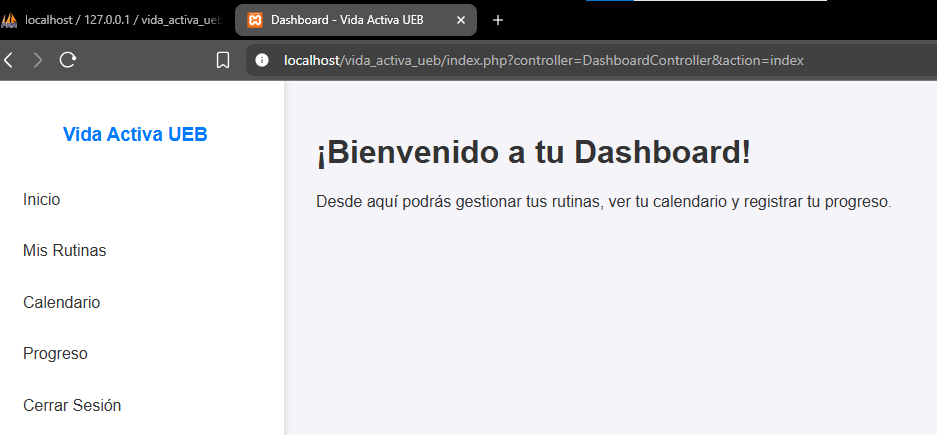 localhost / 127.0.0.1 / vida_activa_ueb
Dashboard - Vida Activa UEB
localhost/vida_activa_ueb/index.php?controller=DashboardController&action=index
Vida Activa UEB
Inicio
Mis Rutinas
Calendario
Progreso
Cerrar Sesión
¡Bienvenido a tu Dashboard!
Desde aquí podrás gestionar tus rutinas, ver tu calendario y registrar tu progreso.